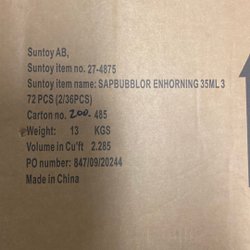 Suntoy AB,
Suntoy item no. 27-4875
Suntoy item name: SAPBUBBLOR ENHORNING 35ML 3
72 PCS (2/36PCS)
Carton no. 200. 485
Weight: 13 KGS
Volume in Cu'ft 2.285
PO number: 847/09/20244
Made in China